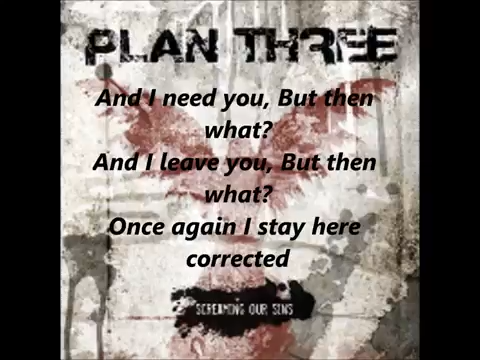 PLAN THREE
And I need you, But then
what?
And I leave you, But then
what?
Once again I stay here
corrected
SCREAMING OUR SINS